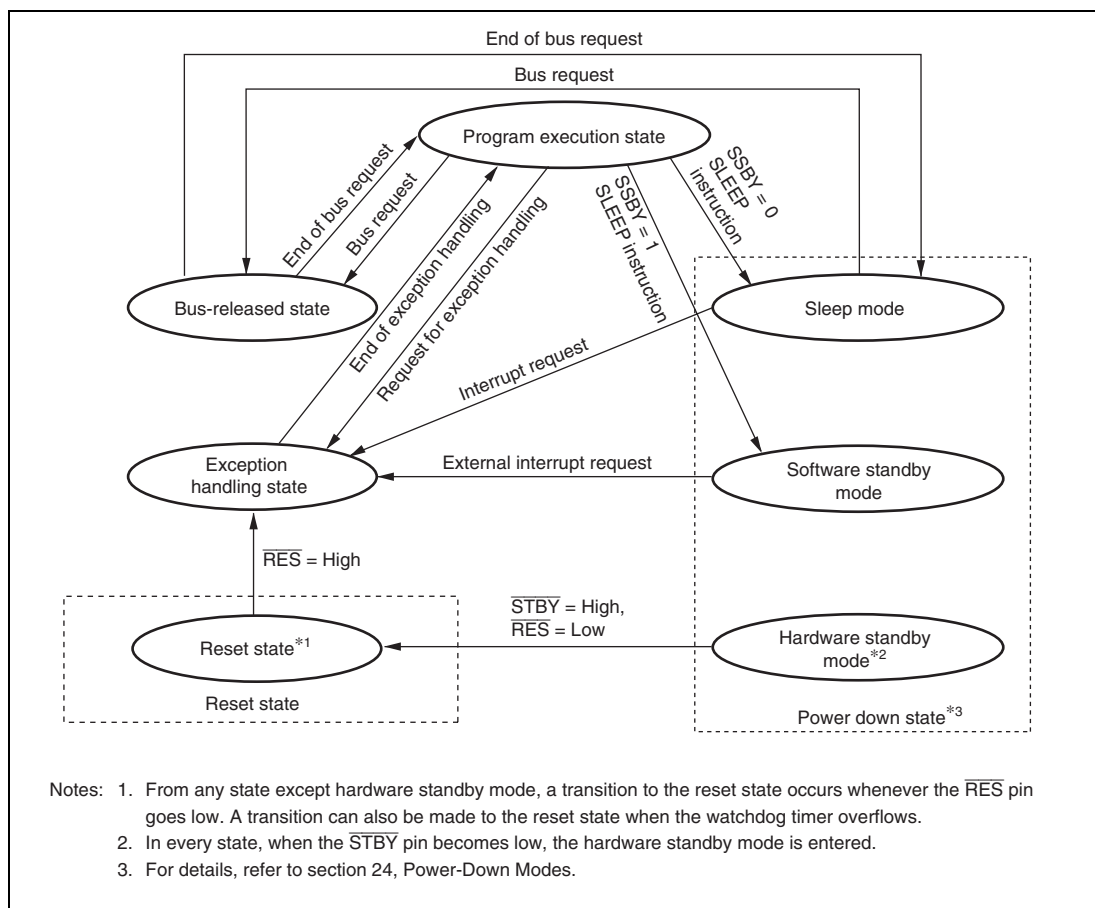 End of bus request
Bus request
Program execution state
End of bus request
Bus request
SSBY = 0
SLEEP
instruction
SSBY = 1
SLEEP instruction
End of exception handling
Request for exception handling
Bus-released state
Sleep mode
Interrupt request
Exception
handling state
External interrupt request
Software standby
mode
R̅E̅S̅ = High
S̅T̅B̅Y̅ = High,
R̅E̅S̅ = Low
Reset state*1
Hardware standby
mode*2
Reset state
Power down state*3
Notes: 1. From any state except hardware standby mode, a transition to the reset state occurs whenever the R̅E̅S̅ pin
goes low. A transition can also be made to the reset state when the watchdog timer overflows.
2. In every state, when the S̅T̅B̅Y̅ pin becomes low, the hardware standby mode is entered.
3. For details, refer to section 24, Power-Down Modes.